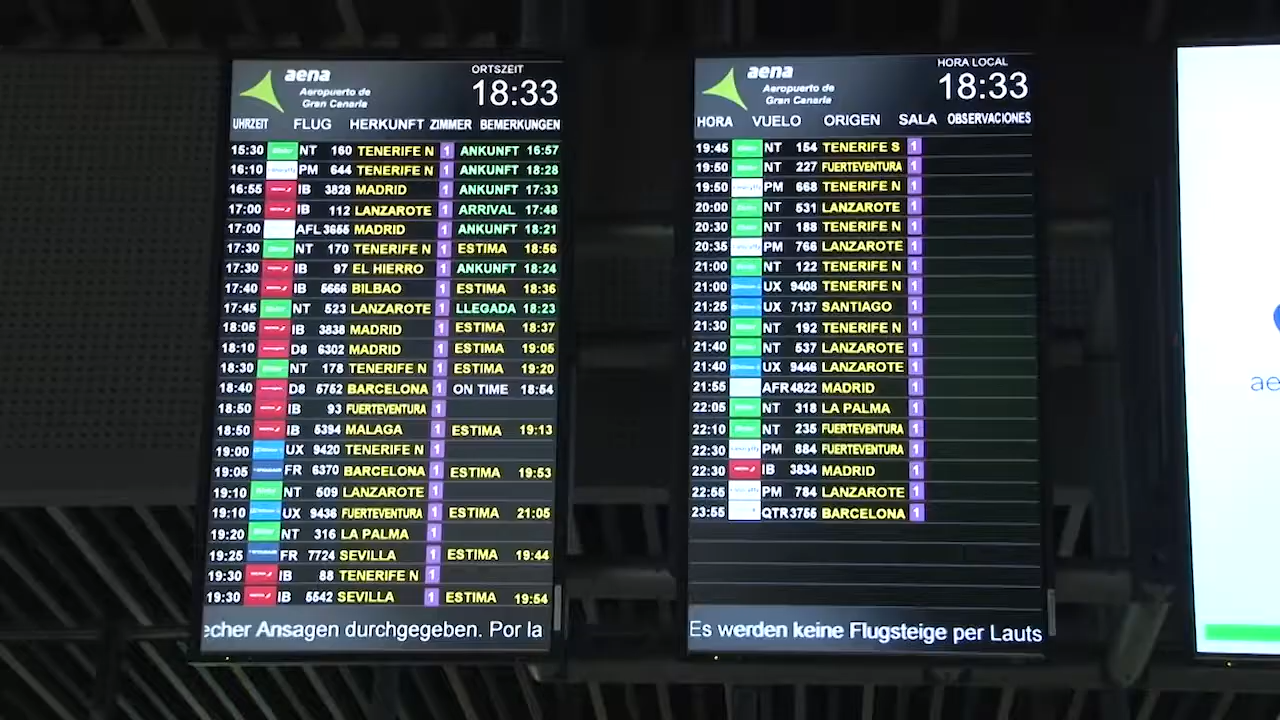 aena
Aeropuerto de
Gran Canaria
ORTSZEIT
18:33
UHRZEIT FLUG HERKUNFT ZIMMER BEMERKUNGEN
15:30 NT 160 TENERIFE N 1 ANKUNFT 16:57
16:10 PM 644 TENERIFE N 1 ANKUNFT 18:28
16:55 IB 3828 MADRID 1 ANKUNFT 17:33
17:00 IB 112 LANZAROTE 1 ARRIVAL 17:48
17:00 AFL 3655 MADRID 1 ANKUNFT 18:21
17:30 NT 170 TENERIFE N 1 ESTIMA 18:56
17:30 IB 97 EL HIERRO 1 ANKUNFT 18:24
17:40 IB 5666 BILBAO 1 ESTIMA 18:36
17:45 NT 523 LANZAROTE 1 LLEGADA 18:23
18:05 IB 3838 MADRID 1 ESTIMA 18:37
18:10 D8 6302 MADRID 1 ESTIMA 19:05
18:30 NT 178 TENERIFE N 1 ESTIMA 19:20
18:40 D8 5752 BARCELONA 1 ON TIME 18:54
18:50 IB 93 FUERTEVENTURA 1
18:50 IB 5394 MALAGA 1 ESTIMA 19:13
19:00 UX 9420 TENERIFE N 1
19:05 FR 6370 BARCELONA 1 ESTIMA 19:53
19:10 NT 509 LANZAROTE 1
19:10 UX 9436 FUERTEVENTURA 1 ESTIMA 21:05
19:20 NT 316 LA PALMA 1
19:25 FR 7724 SEVILLA 1 ESTIMA 19:44
19:30 IB 88 TENERIFE N 1
19:30 IB 5542 SEVILLA 1 ESTIMA 19:54
echer Ansagen durchgegeben. Por la
aena
Aeropuerto de
Gran Canaria
HORA LOCAL
18:33
HORA VUELO ORIGEN SALA OBSERVACIONES
19:45 NT 154 TENERIFE S 1
19:50 NT 227 FUERTEVENTURA 1
19:50 PM 668 TENERIFE N 1
20:00 NT 531 LANZAROTE 1
20:30 NT 188 TENERIFE N 1
20:35 PM 766 LANZAROTE 1
21:00 NT 122 TENERIFE N 1
21:00 UX 9408 TENERIFE N 1
21:25 UX 7137 SANTIAGO 1
21:30 NT 192 TENERIFE N 1
21:40 NT 537 LANZAROTE 1
21:40 UX 9446 LANZAROTE 1
21:55 AFR 4822 MADRID 1
22:05 NT 318 LA PALMA 1
22:10 NT 235 FUERTEVENTURA 1
22:30 PM 884 FUERTEVENTURA 1
22:30 IB 3834 MADRID 1
22:55 PM 784 LANZAROTE 1
23:55 QTR 3755 BARCELONA 1
Es werden keine Flugsteige per Lauts
ae